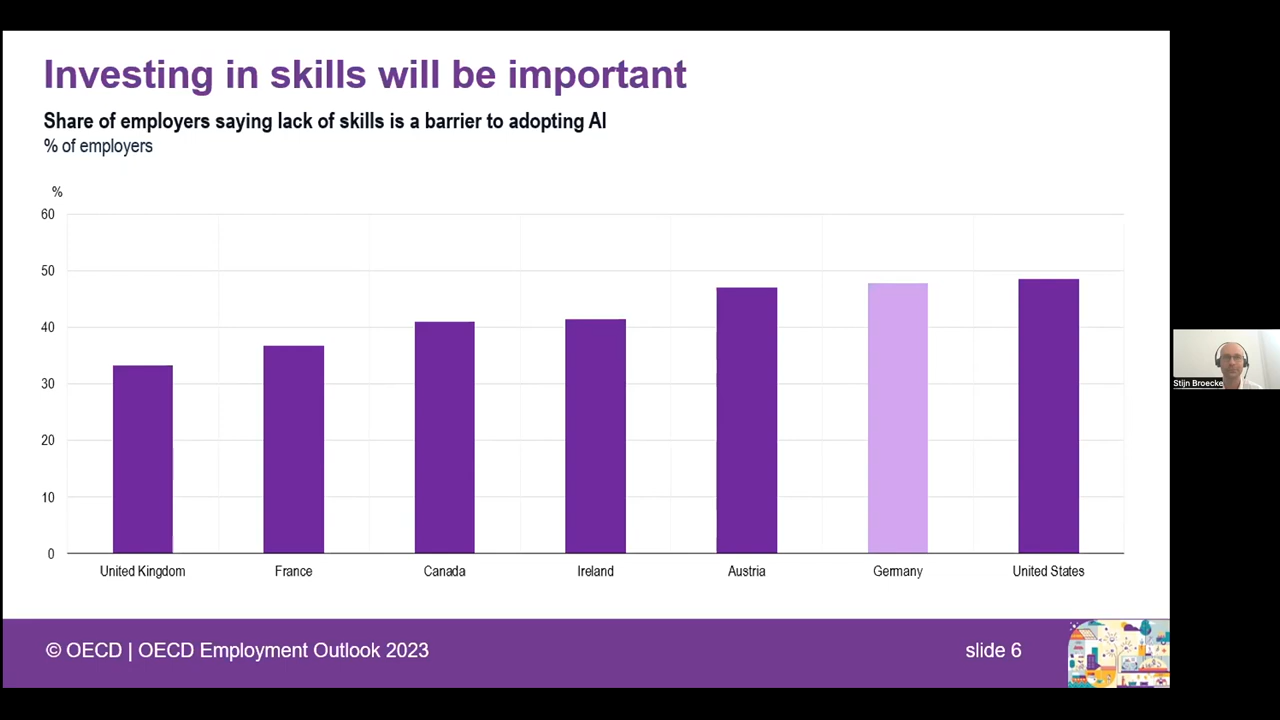 Investing in skills will be important
Share of employers saying lack of skills is a barrier to adopting AI
% of employers
%
60
50
40
30
20
10
0
United Kingdom
France
Canada
Ireland
Austria
Germany
United States
Stijn Broecke
© OECD | OECD Employment Outlook 2023
slide 6